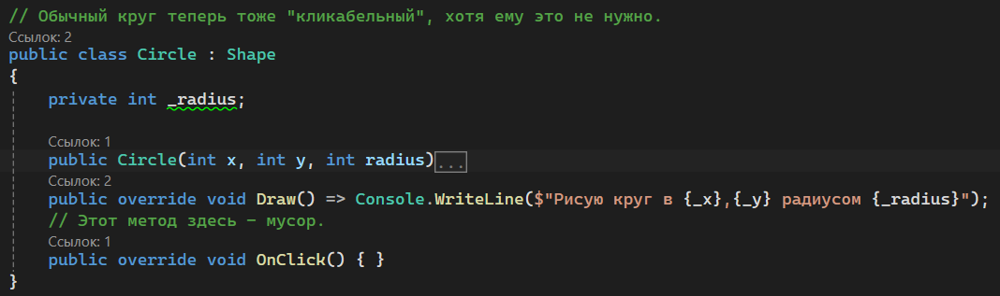 // Обычный круг теперь тоже "кликабельный", хотя ему это не нужно.
Ссылок: 2
public class Circle : Shape
{
private int _radius;
Ссылок: 1
public Circle(int x, int y, int radius)...
Ссылок: 2
public override void Draw() => Console.WriteLine($"Рисую круг в {_x},{_y} радиусом {_radius}");
// Этот метод здесь – мусор.
Ссылок: 1
public override void OnClick() { }
}